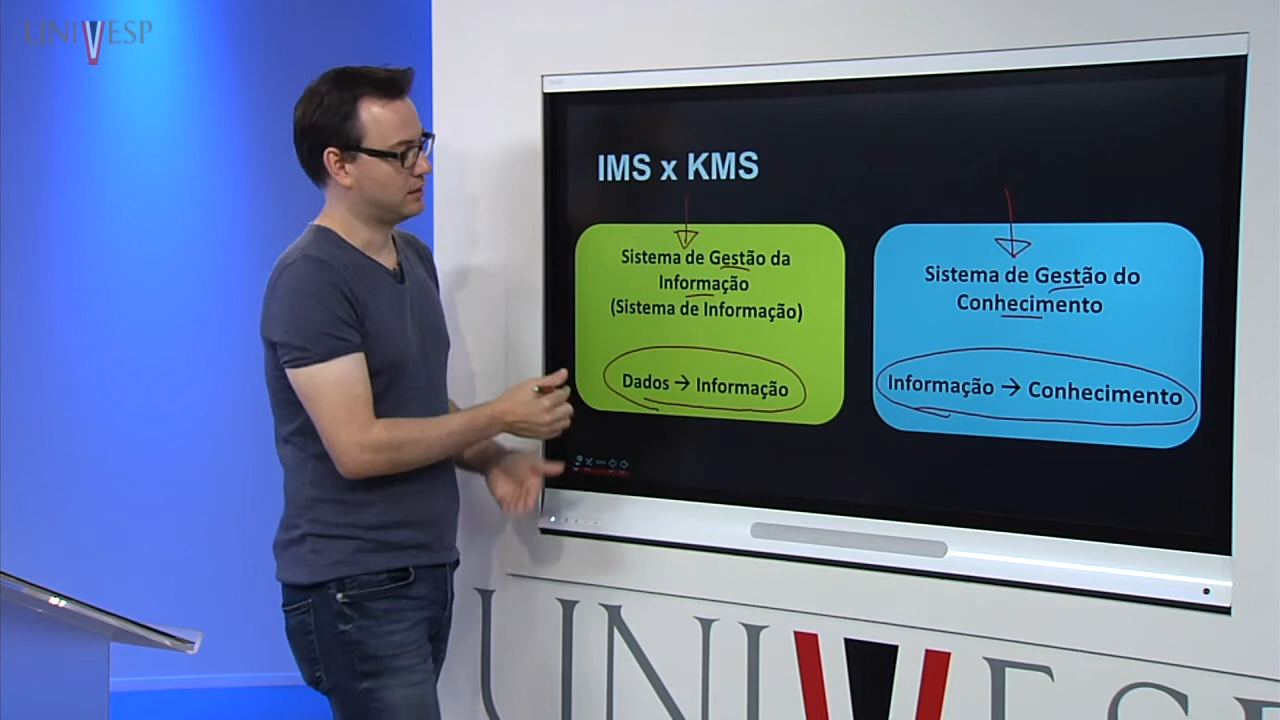 UNIVESP
IMS x KMS
Sistema de Gestão da
Informação
(Sistema de Informação)
Dados → Informação
Sistema de Gestão do
Conhecimento
Informação → Conhecimento
UNIVESP